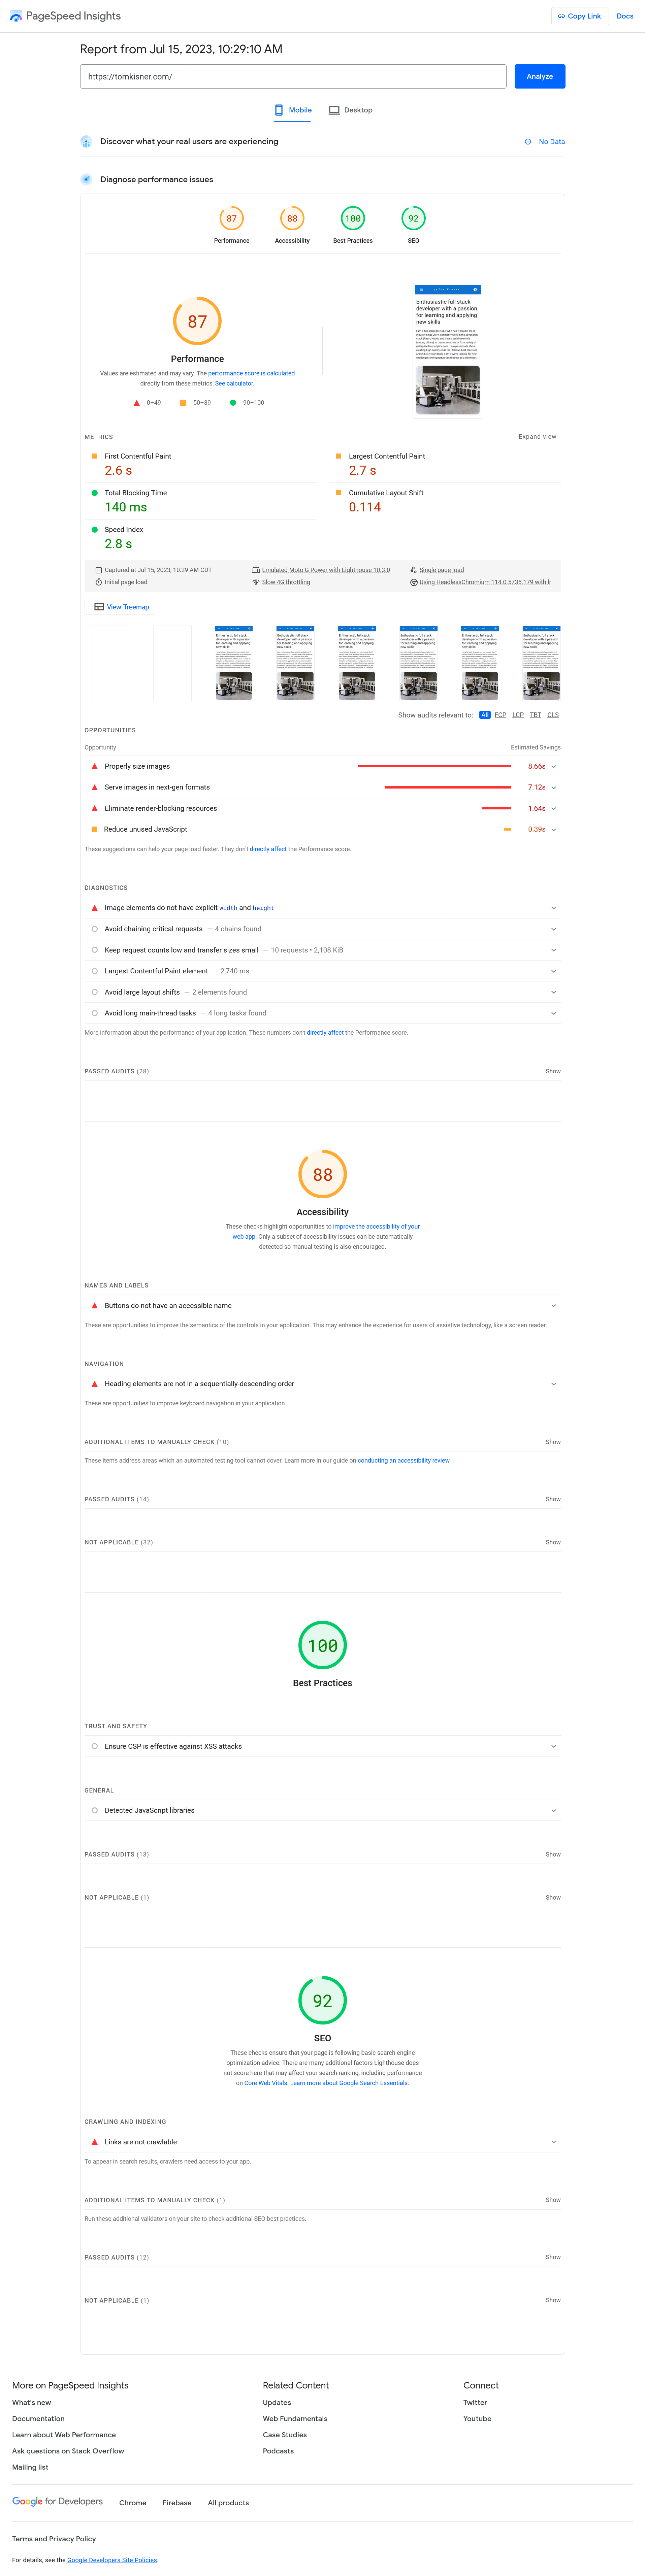 PageSpeed Insights
Copy Link
Docs
Report from Jul 15, 2023, 10:29:10 AM
https://tomkisner.com/
Analyze
Mobile
Desktop
Discover what your real users are experiencing
No Data
Diagnose performance issues
87
88
100
92
Performance
Accessibility
Best Practices
SEO
87
Performance
Values are estimated and may vary. The performance score is calculated
directly from these metrics. See calculator.
0–49
50–89
90–100
Enthusiastic full stack
developer with a passion
for learning and applying
new skills
METRICS
Expand view
First Contentful Paint
2.6 s
Largest Contentful Paint
2.7 s
Total Blocking Time
140 ms
Cumulative Layout Shift
0.114
Speed Index
2.8 s
Captured at Jul 15, 2023, 10:29 AM CDT
Emulated Moto G Power with Lighthouse 10.3.0
Single page load
Initial page load
Slow 4G throttling
Using HeadlessChromium 114.0.5735.179 with lr
View Treemap
Show audits relevant to: All FCP LCP TBT CLS
OPPORTUNITIES
Opportunity
Estimated Savings
Properly size images
8.66s
Serve images in next-gen formats
7.12s
Eliminate render-blocking resources
1.64s
Reduce unused JavaScript
0.39s
These suggestions can help your page load faster. They don't directly affect the Performance score.
DIAGNOSTICS
Image elements do not have explicit width and height
Avoid chaining critical requests — 4 chains found
Keep request counts low and transfer sizes small — 10 requests • 2,108 KiB
Largest Contentful Paint element — 2,740 ms
Avoid large layout shifts — 2 elements found
Avoid long main-thread tasks — 4 long tasks found
More information about the performance of your application. These numbers don't directly affect the Performance score.
PASSED AUDITS (28)
Show
88
Accessibility
These checks highlight opportunities to improve the accessibility of your
web app. Only a subset of accessibility issues can be automatically
detected so manual testing is also encouraged.
NAMES AND LABELS
Buttons do not have an accessible name
These are opportunities to improve the semantics of the controls in your application. This may enhance the experience for users of assistive technology, like a screen reader.
NAVIGATION
Heading elements are not in a sequentially-descending order
These are opportunities to improve keyboard navigation in your application.
ADDITIONAL ITEMS TO MANUALLY CHECK (10)
Show
These items address areas which an automated testing tool cannot cover. Learn more in our guide on conducting an accessibility review.
PASSED AUDITS (14)
Show
NOT APPLICABLE (32)
Show
100
Best Practices
TRUST AND SAFETY
Ensure CSP is effective against XSS attacks
GENERAL
Detected JavaScript libraries
PASSED AUDITS (13)
Show
NOT APPLICABLE (1)
Show
92
SEO
These checks ensure that your page is following basic search engine
optimization advice. There are many additional factors Lighthouse does
not score here that may affect your search ranking, including performance
on Core Web Vitals. Learn more about Google Search Essentials.
CRAWLING AND INDEXING
Links are not crawlable
To appear in search results, crawlers need access to your app.
ADDITIONAL ITEMS TO MANUALLY CHECK (1)
Show
Run these additional validators on your site to check additional SEO best practices.
PASSED AUDITS (12)
Show
NOT APPLICABLE (1)
Show
More on PageSpeed Insights
What's new
Documentation
Learn about Web Performance
Ask questions on Stack Overflow
Mailing list
Related Content
Updates
Web Fundamentals
Case Studies
Podcasts
Connect
Twitter
Youtube
Google for Developers
Chrome
Firebase
All products
Terms and Privacy Policy
For details, see the Google Developers Site Policies.